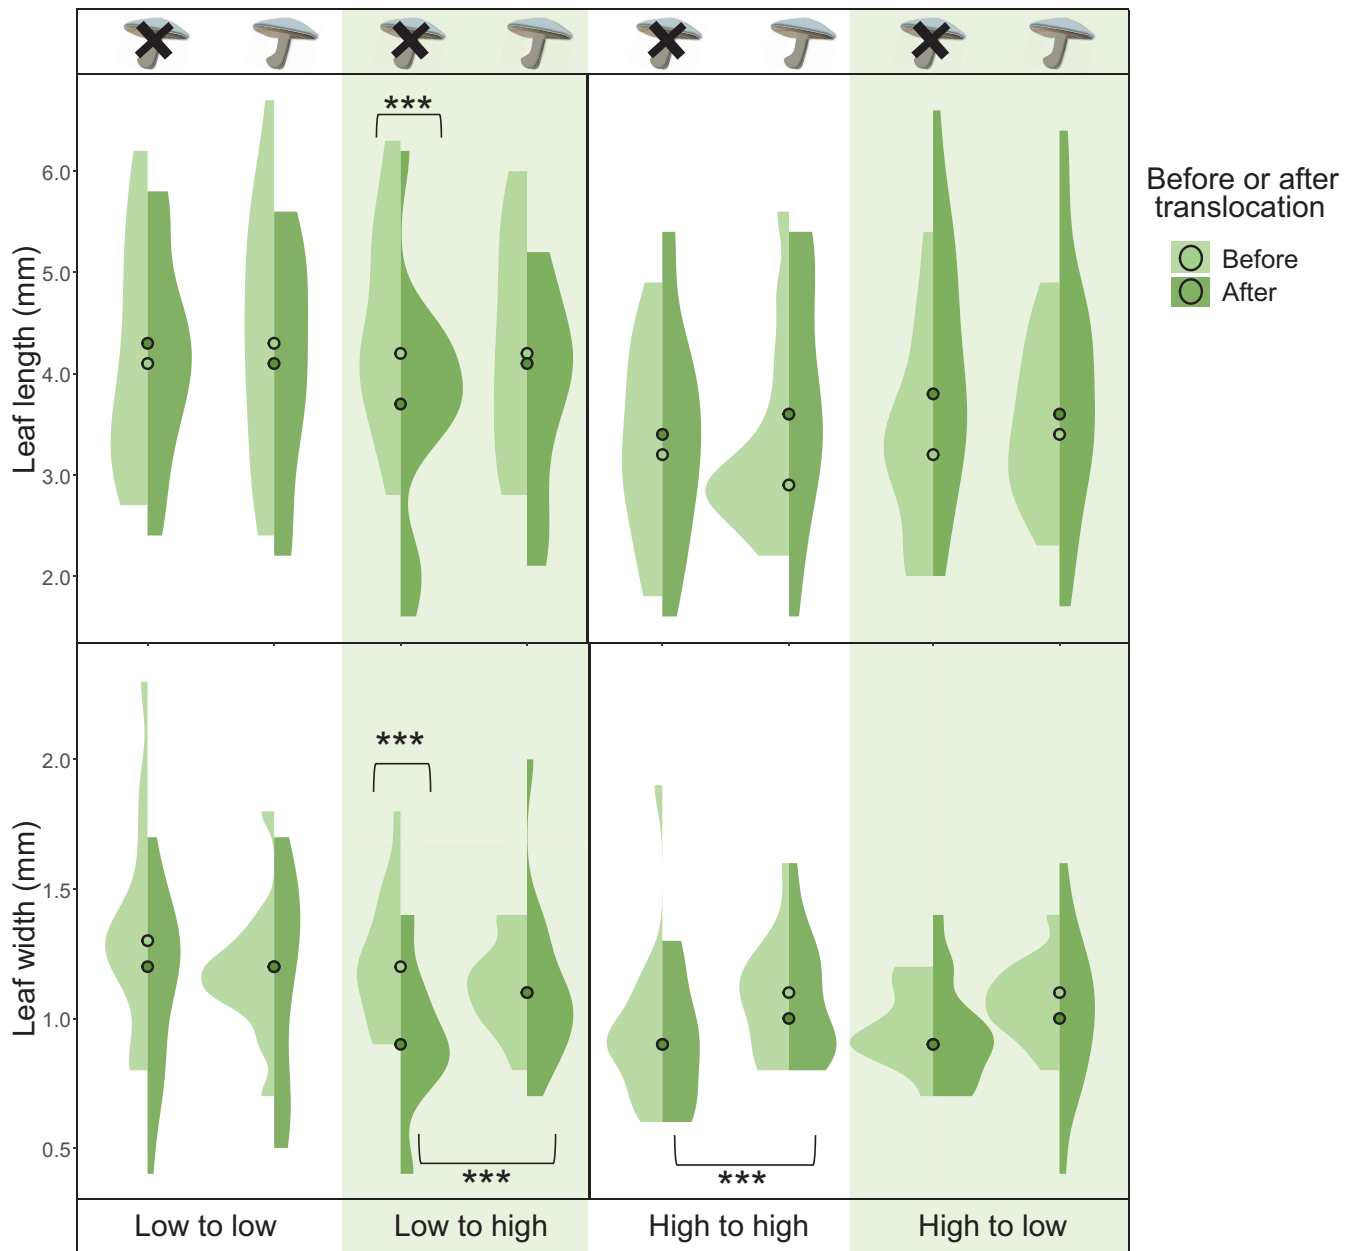 ***
6.0
5.0
4.0
3.0
2.0
Leaf length (mm)
Before or after
translocation
Before
After
***
2.0
1.5
1.0
0.5
Leaf width (mm)
***
***
Low to low
Low to high
High to high
High to low